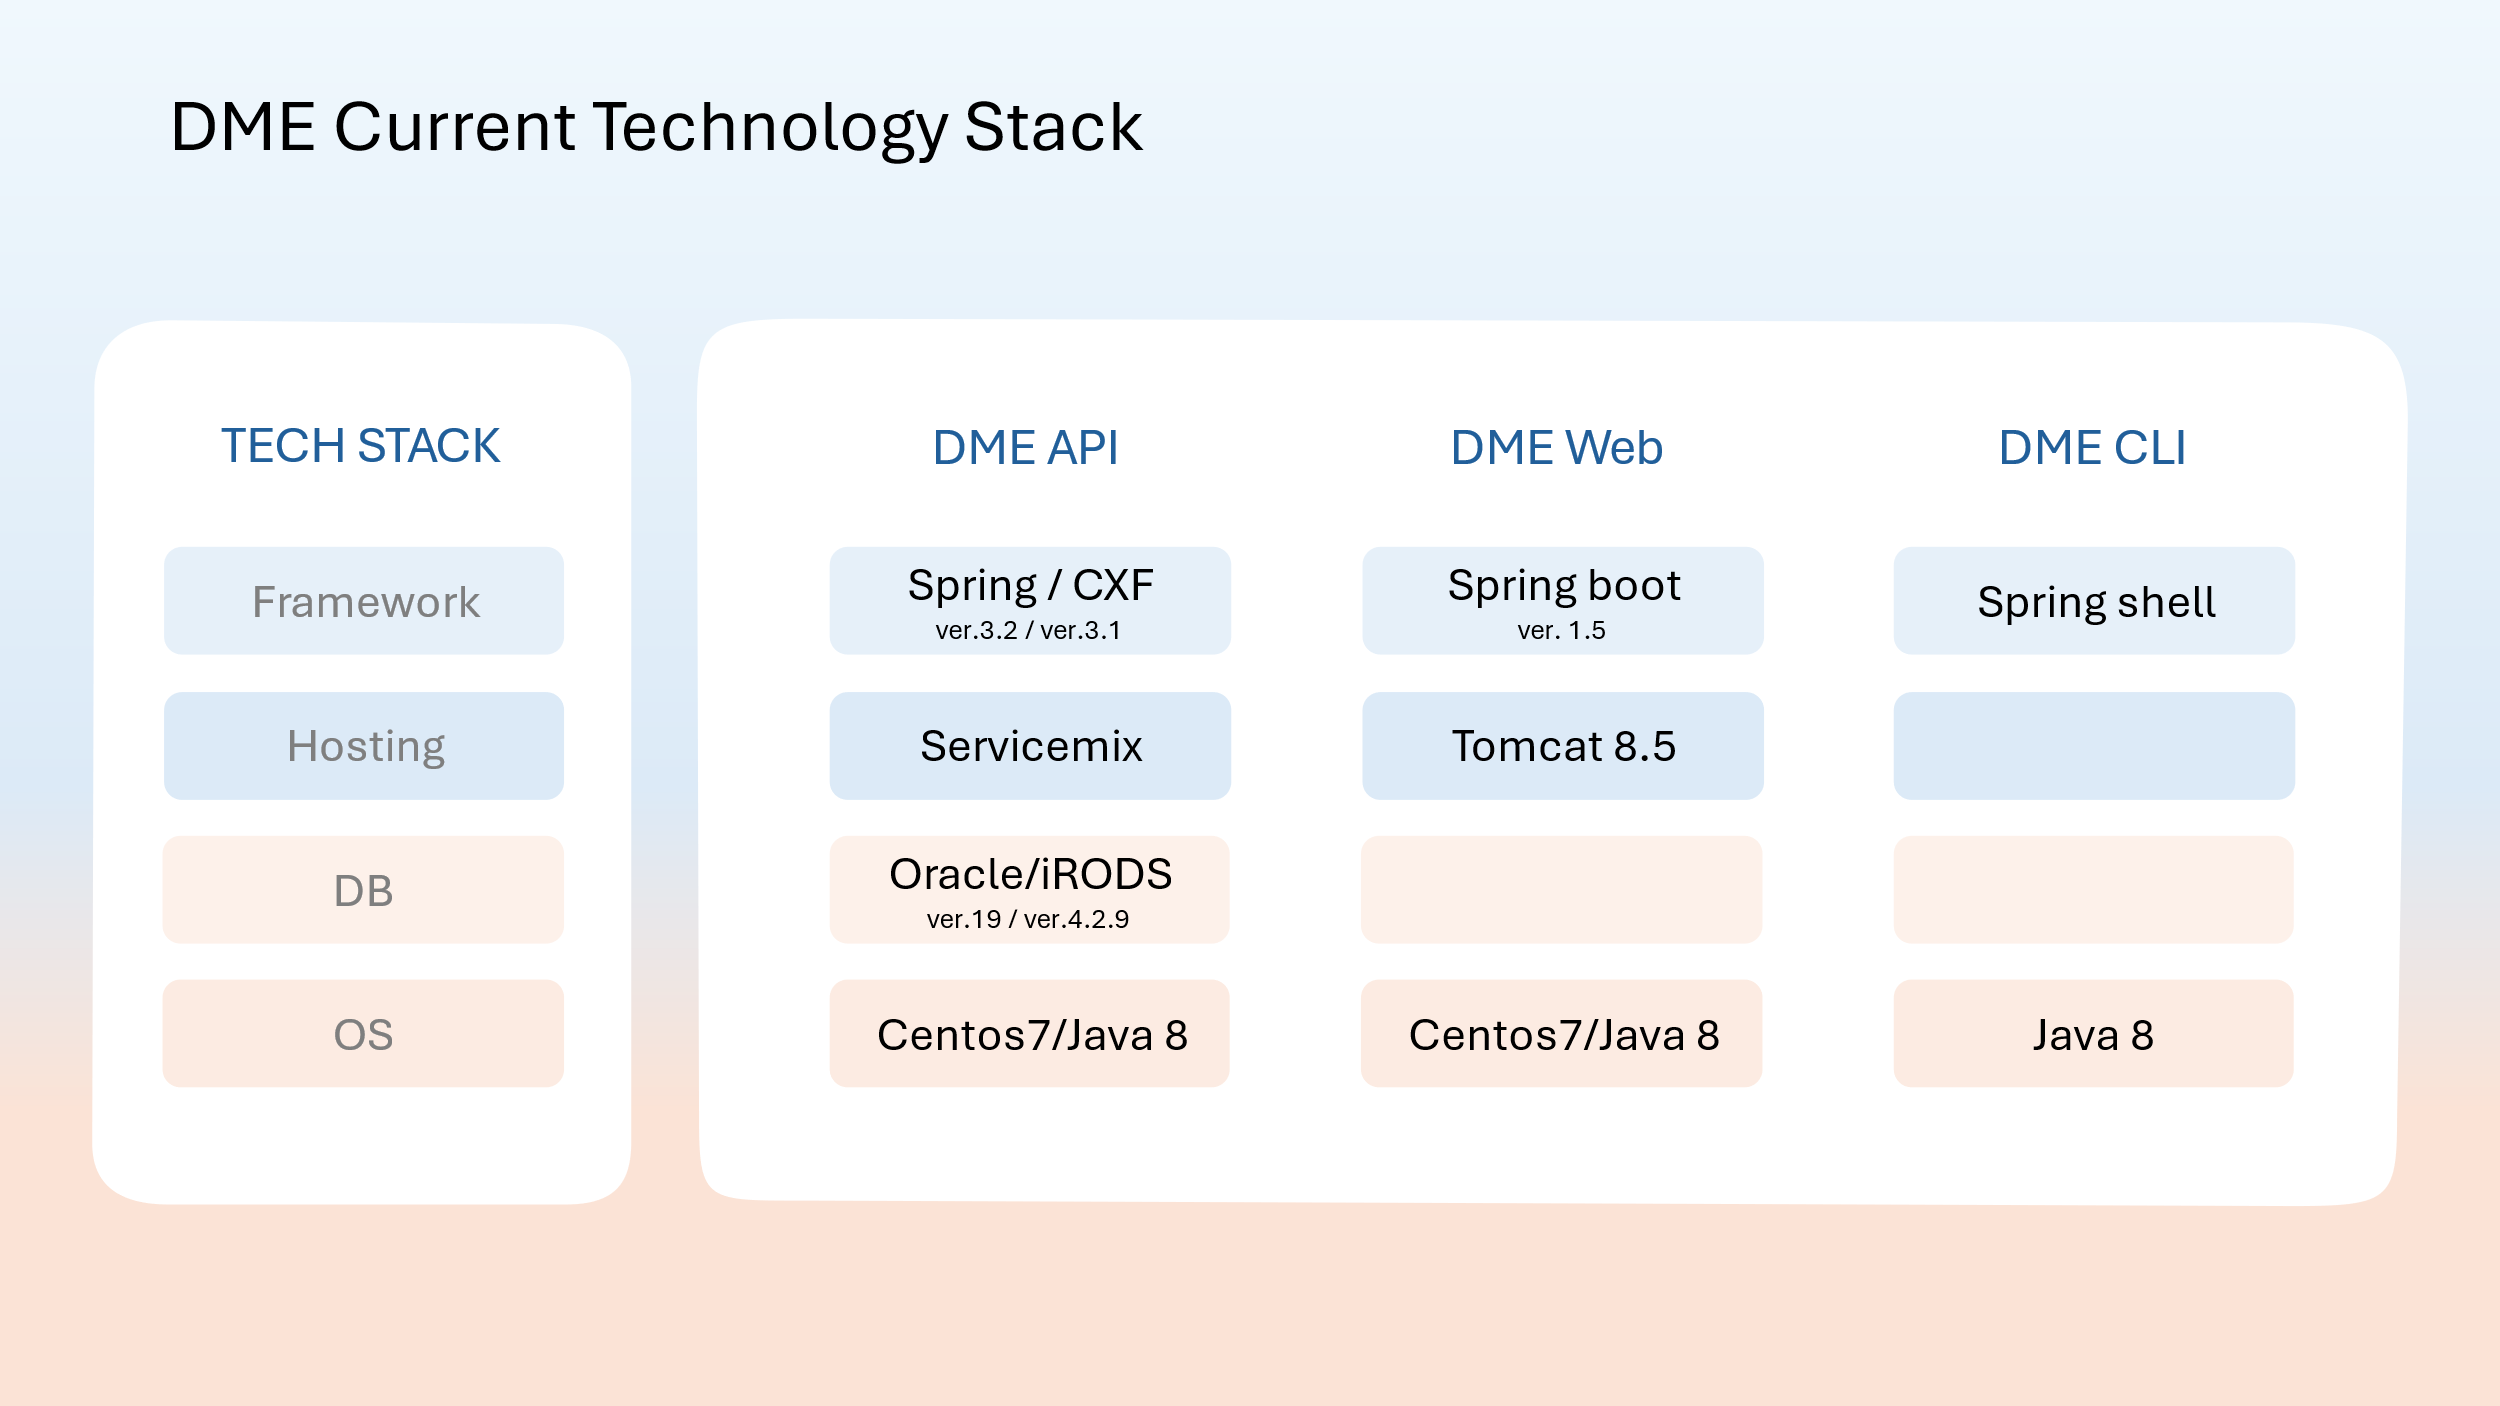 DME Current Technology Stack
TECH STACK
DME API
DME Web
DME CLI
Framework
Spring / CXF
ver.3.2 / ver.3.1
Spring boot
ver. 1.5
Spring shell
Hosting
Servicemix
Tomcat 8.5
DB
Oracle/iRODS
ver.19 / ver.4.2.9
OS
Centos7/Java 8
Centos7/Java 8
Java 8